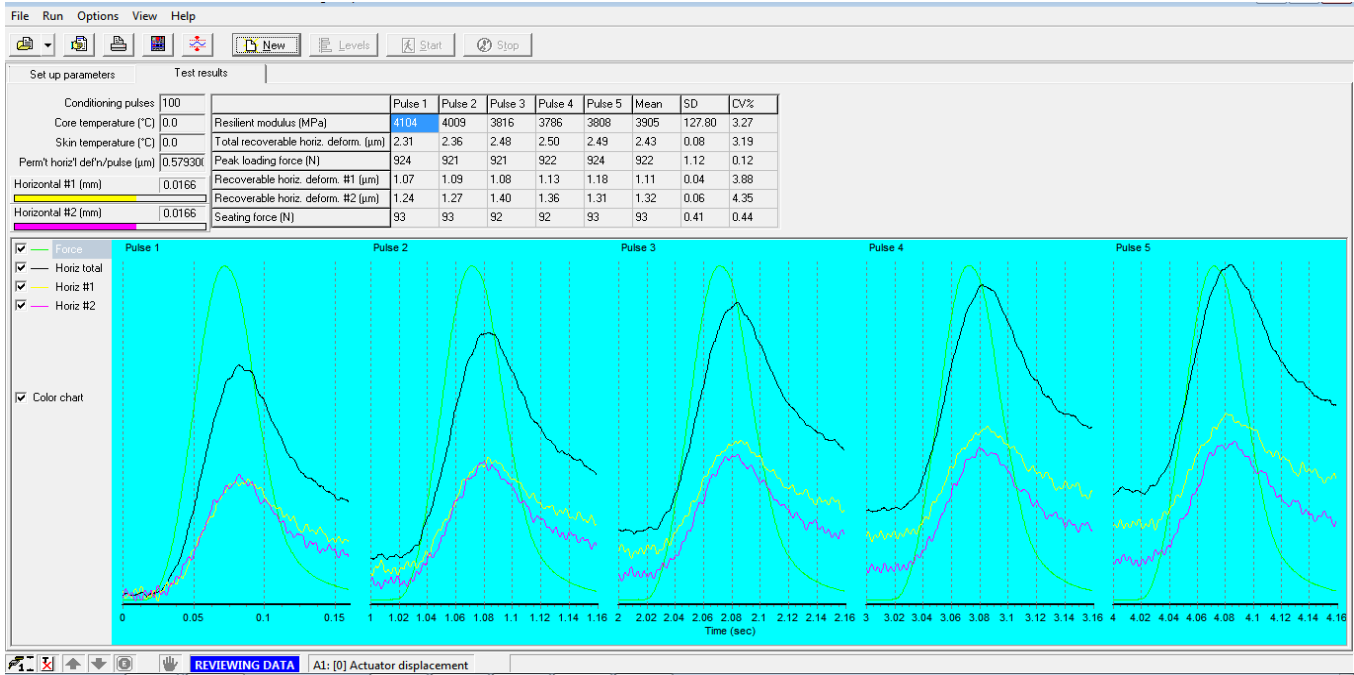 File Run Options View Help
New Levels Start Stop
Set up parameters Test results
Conditioning pulses 100
Core temperature (°C) 0.0
Skin temperature (°C) 0.0
Perm't horiz'l def'n/pulse (µm) 0.57930(
Horizontal #1 (mm) 0.0166
Horizontal #2 (mm) 0.0166
Pulse 1 Pulse 2 Pulse 3 Pulse 4 Pulse 5 Mean SD CV%
Resilient modulus (MPa) 4104 4009 3816 3786 3808 3905 127.80 3.27
Total recoverable horiz. deform. (µm) 2.31 2.36 2.48 2.50 2.49 2.43 0.08 3.19
Peak loading force (N) 924 921 921 922 924 922 1.12 0.12
Recoverable horiz. deform. #1 (µm) 1.07 1.09 1.08 1.13 1.18 1.11 0.04 3.88
Recoverable horiz. deform. #2 (µm) 1.24 1.27 1.40 1.36 1.31 1.32 0.06 4.35
Seating force (N) 93 93 92 92 93 93 0.41 0.44
Force
Horiz total
Horiz #1
Horiz #2
Color chart
Pulse 1 Pulse 2 Pulse 3 Pulse 4 Pulse 5
0 0.05 0.1 0.15 1 1.02 1.04 1.06 1.08 1.1 1.12 1.14 1.16 2 2.02 2.04 2.06 2.08 2.1 2.12 2.14 2.16 3 3.02 3.04 3.06 3.08 3.1 3.12 3.14 3.16 4 4.02 4.04 4.06 4.08 4.1 4.12 4.14 4.16
Time (sec)
REVIEWING DATA A1: [0] Actuator displacement